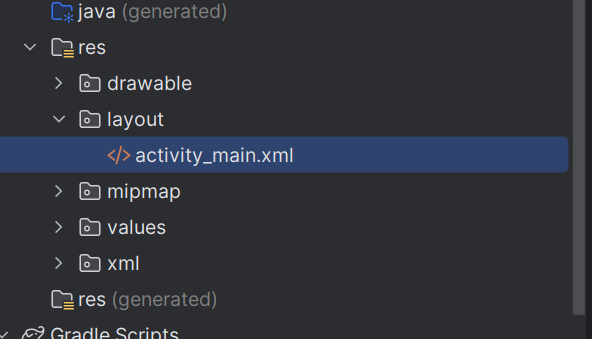 java (generated)
res
drawable
layout
</> activity_main.xml
mipmap
values
xml
res (generated)
Gradle Scripts